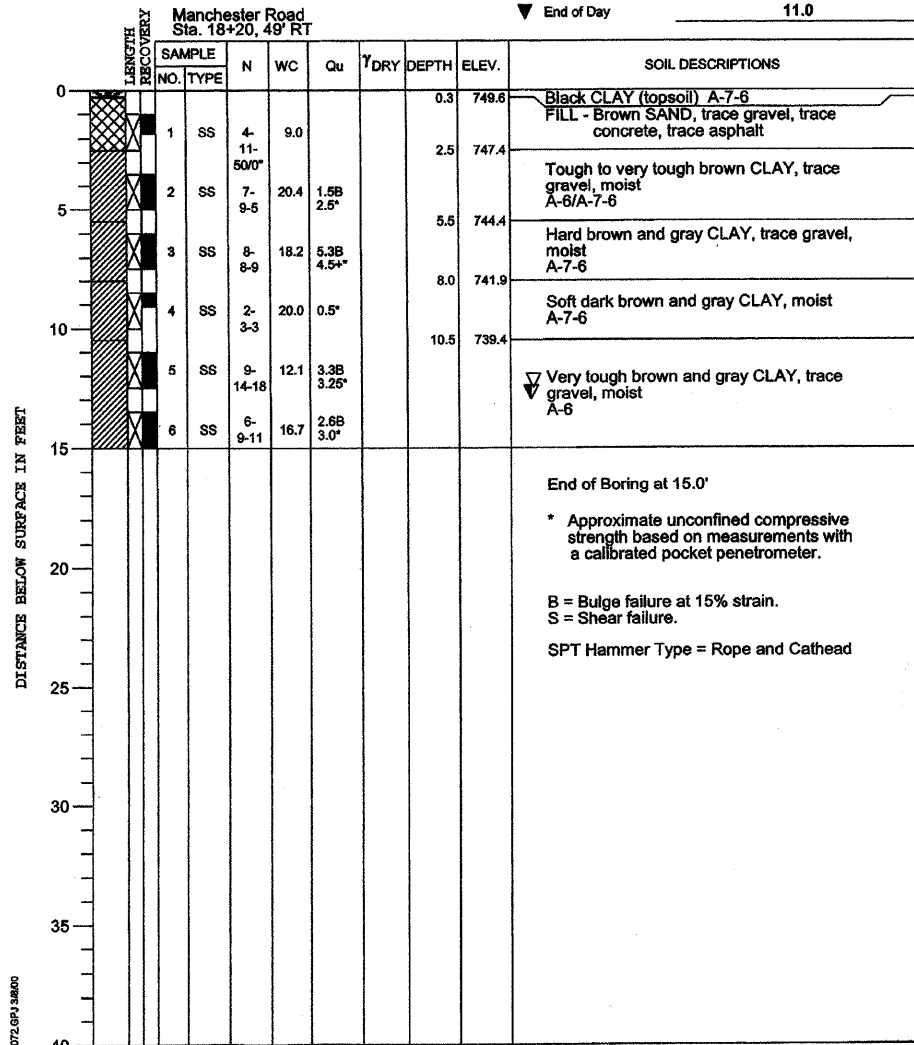 Manchester Road
Sta. 18+20, 49' RT
▼ End of Day 11.0
LENGTH
RECOVERY
SAMPLE
NO. TYPE N WC Qu γDRY DEPTH ELEV. SOIL DESCRIPTIONS
0
0.3 749.6 Black CLAY (topsoil) A-7-6
FILL - Brown SAND, trace gravel, trace
concrete, trace asphalt
1 SS 4- 9.0
11-
50/0"
2.5 747.4
Tough to very tough brown CLAY, trace
gravel, moist
A-6/A-7-6
2 SS 7- 20.4 1.5B
9-5 2.5*
5
5.5 744.4
Hard brown and gray CLAY, trace gravel,
moist
A-7-6
3 SS 8- 18.2 5.3B
8-9 4.5+*
8.0 741.9
Soft dark brown and gray CLAY, moist
A-7-6
4 SS 2- 20.0 0.5*
3-3
10
10.5 739.4
5 SS 9- 12.1 3.3B
14-18 3.25*
Very tough brown and gray CLAY, trace
gravel, moist
A-6
6 SS 6- 16.7 2.6B
9-11 3.0*
15
End of Boring at 15.0'
* Approximate unconfined compressive
strength based on measurements with
a calibrated pocket penetrometer.
B = Bulge failure at 15% strain.
S = Shear failure.
SPT Hammer Type = Rope and Cathead
20
25
30
35
40
DISTANCE BELOW SURFACE IN FEET
072.GPJ 3/8/00